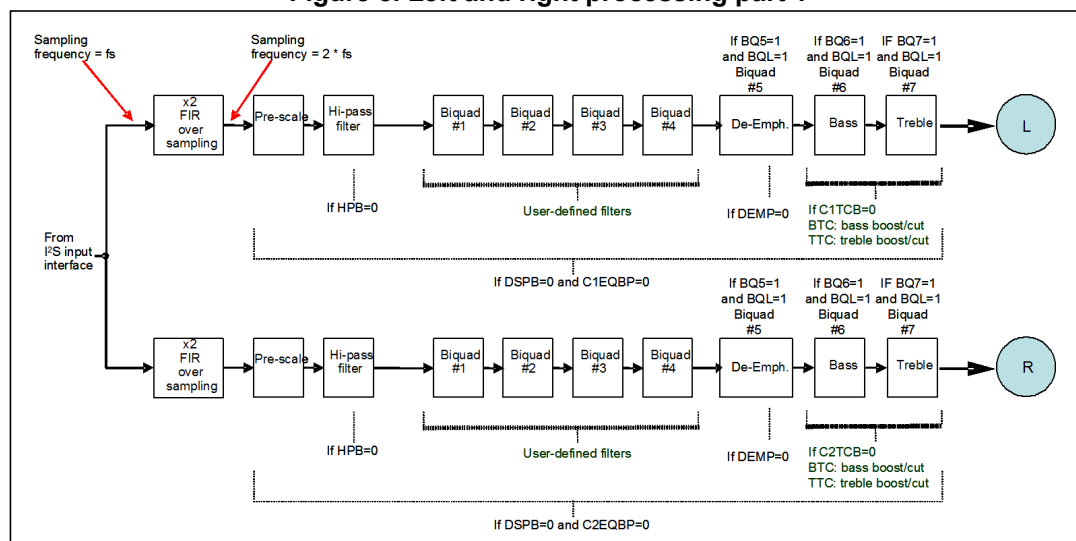 Sampling
frequency = fs
Sampling
frequency = 2 * fs
If BQ5=1
and BQL=1
Biquad
#5
If BQ6=1
and BQL=1
Biquad
#6
IF BQ7=1
and BQL=1
Biquad
#7
x2
FIR
over
sampling
Pre-scale
Hi-pass
filter
Biquad
#1
Biquad
#2
Biquad
#3
Biquad
#4
De-Emph.
Bass
Treble
L
If HPB=0
User-defined filters
If DEMP=0
If C1TCB=0
BTC: bass boost/cut
TTC: treble boost/cut
From
I²S input
interface
If DSPB=0 and C1EQBP=0
If BQ5=1
and BQL=1
Biquad
#5
If BQ6=1
and BQL=1
Biquad
#6
IF BQ7=1
and BQL=1
Biquad
#7
x2
FIR
over
sampling
Pre-scale
Hi-pass
filter
Biquad
#1
Biquad
#2
Biquad
#3
Biquad
#4
De-Emph.
Bass
Treble
R
If HPB=0
User-defined filters
If DEMP=0
If C2TCB=0
BTC: bass boost/cut
TTC: treble boost/cut
If DSPB=0 and C2EQBP=0